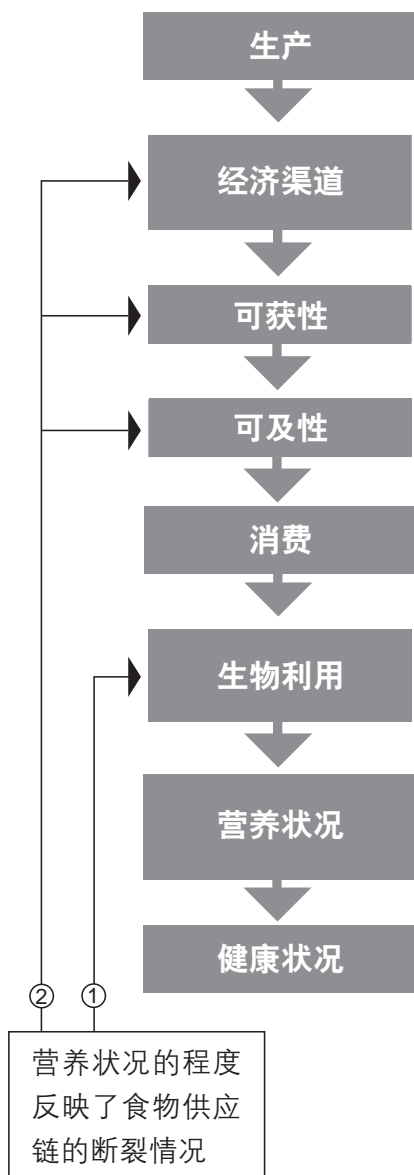 生产
经济渠道
可获性
可及性
消费
生物利用
营养状况
健康状况
② ①
营养状况的程度
反映了食物供应
链的断裂情况